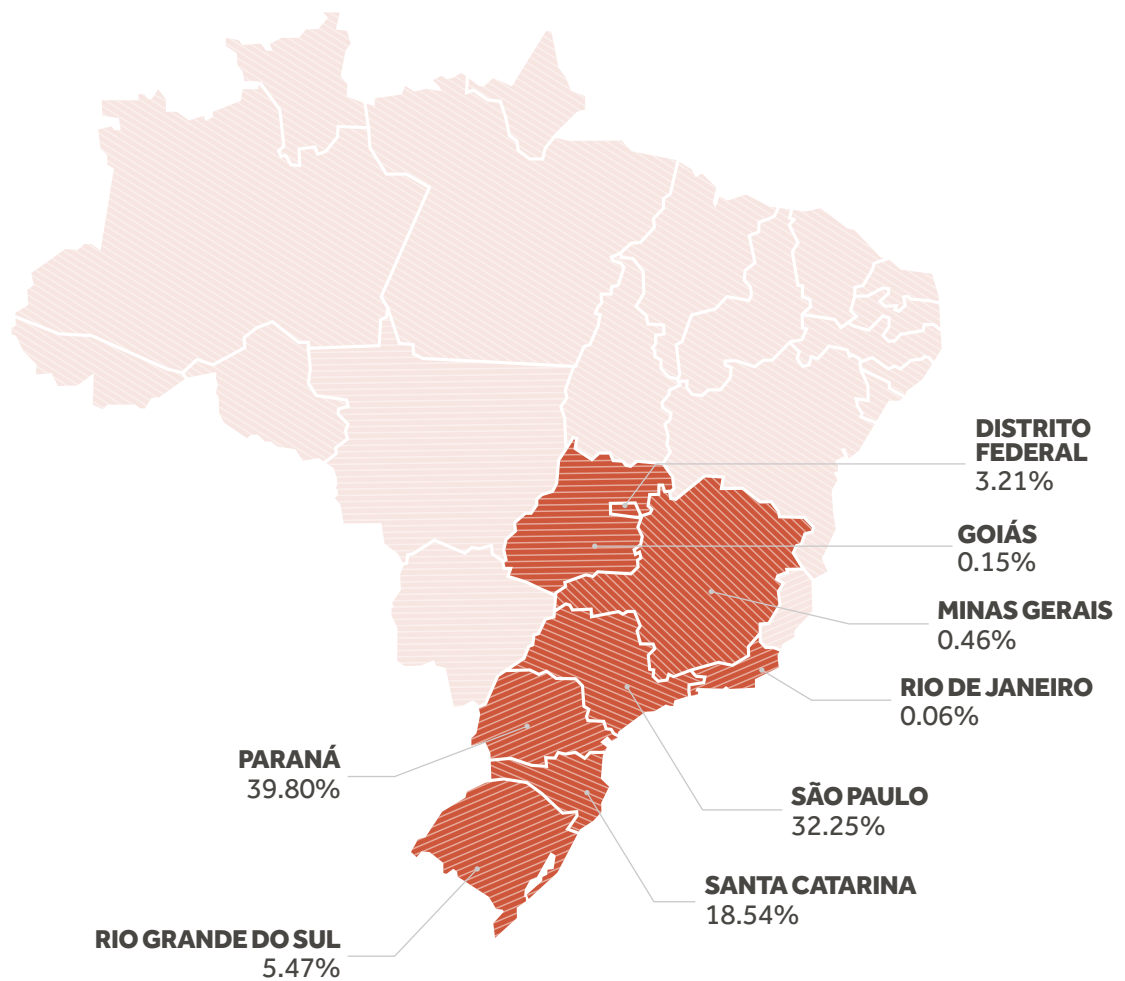 DISTRITO
FEDERAL
3.21%
GOIÁS
0.15%
MINAS GERAIS
0.46%
RIO DE JANEIRO
0.06%
PARANÁ
39.80%
SÃO PAULO
32.25%
SANTA CATARINA
18.54%
RIO GRANDE DO SUL
5.47%